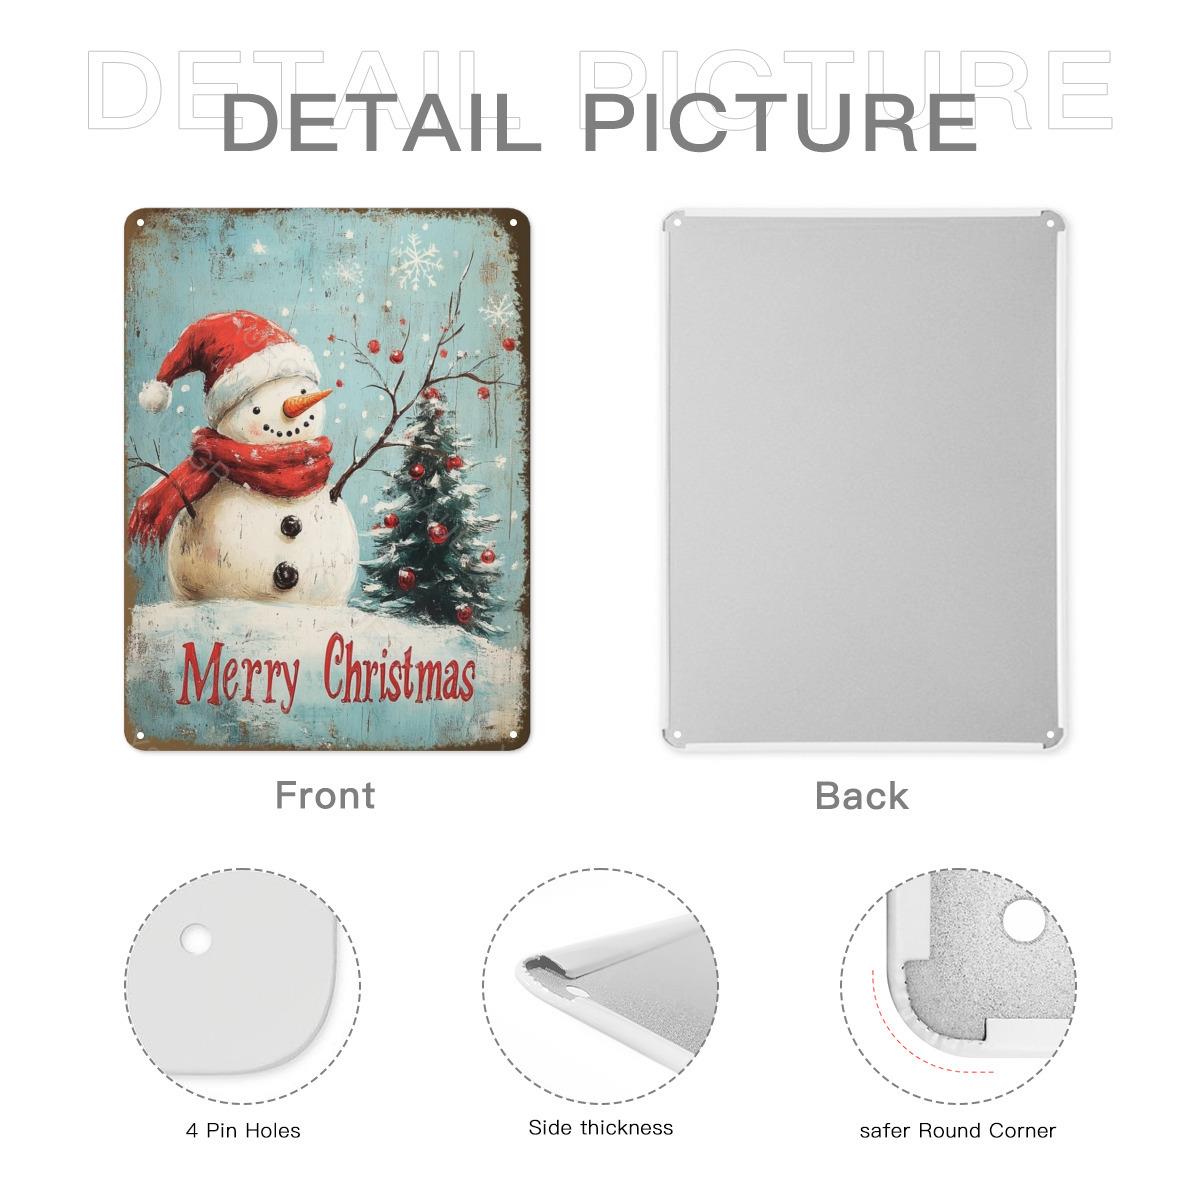 DETAIL PICTURE
DETAIL PICTURE
Merry Christmas
Front
Back
4 Pin Holes
Side thickness
safer Round Corner